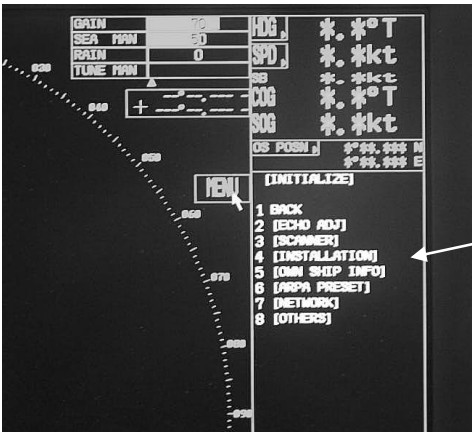 GAIN 70
SEA MAN 50
RAIN 0
TUNE MAN
+ --°--.---
HDG, *.*°T
SPD, *.*kt
SB *.*kt
COG *.*°T
SOG *.*kt
OS POSN, *°**.*** N
*°**.*** E
MENU
[INITIALIZE]
1 BACK
2 [ECHO ADJ]
3 [SCANNER]
4 [INSTALLATION]
5 [OWN SHIP INFO]
6 [ARPA PRESET]
7 [NETWORK]
8 [OTHERS]
030
040
050
060
070
080
090